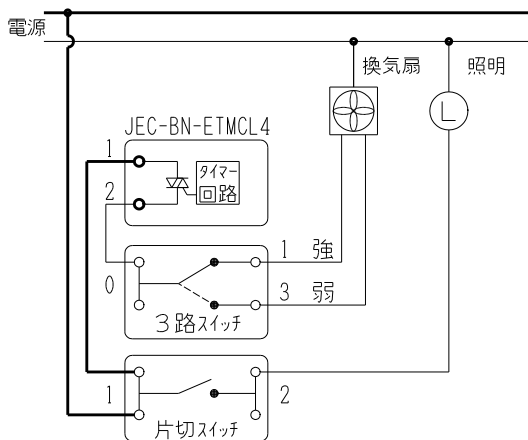 電源
換気扇
照明
L
JEC-BN-ETMCL4
1
タイマー
回路
2
1 強
0
3 弱
3路スイッチ
1
2
片切スイッチ